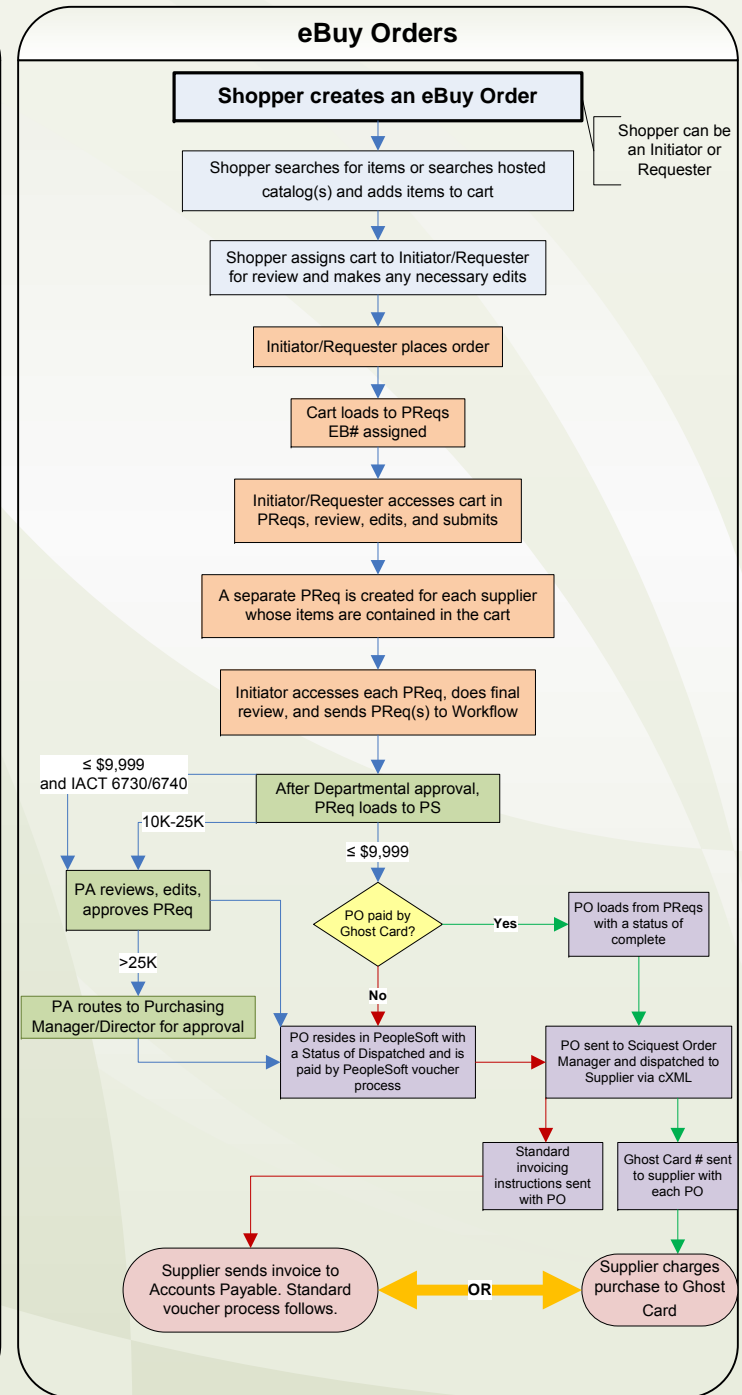 eBuy Orders
Shopper creates an eBuy Order
Shopper can be
an Initiator or
Requester
Shopper searches for items or searches hosted
catalog(s) and adds items to cart
Shopper assigns cart to Initiator/Requester
for review and makes any necessary edits
Initiator/Requester places order
Cart loads to PReqs
EB# assigned
Initiator/Requester accesses cart in
PReqs, review, edits, and submits
A separate PReq is created for each supplier
whose items are contained in the cart
Initiator accesses each PReq, does final
review, and sends PReq(s) to Workflow
≤ $9,999
and IACT 6730/6740
After Departmental approval,
PReq loads to PS
10K-25K
≤ $9,999
PA reviews, edits,
approves PReq
PO paid by
Ghost Card?
Yes
PO loads from PReqs
with a status of
complete
>25K
No
PA routes to Purchasing
Manager/Director for approval
PO resides in PeopleSoft with
a Status of Dispatched and is
paid by PeopleSoft voucher
process
PO sent to Sciquest Order
Manager and dispatched to
Supplier via cXML
Standard
invoicing
instructions sent
with PO
Ghost Card # sent
to supplier with
each PO
Supplier sends invoice to
Accounts Payable. Standard
voucher process follows.
OR
Supplier charges
purchase to Ghost
Card